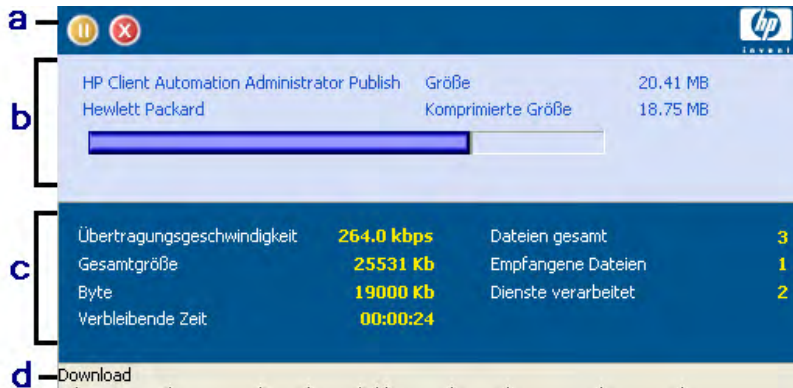 a
hp
invent
b
HP Client Automation Administrator Publish Größe 20.41 MB
Hewlett Packard Komprimierte Größe 18.75 MB
c
Übertragungsgeschwindigkeit 264.0 kbps Dateien gesamt 3
Gesamtgröße 25531 Kb Empfangene Dateien 1
Byte 19000 Kb Dienste verarbeitet 2
Verbleibende Zeit 00:00:24
d
Download